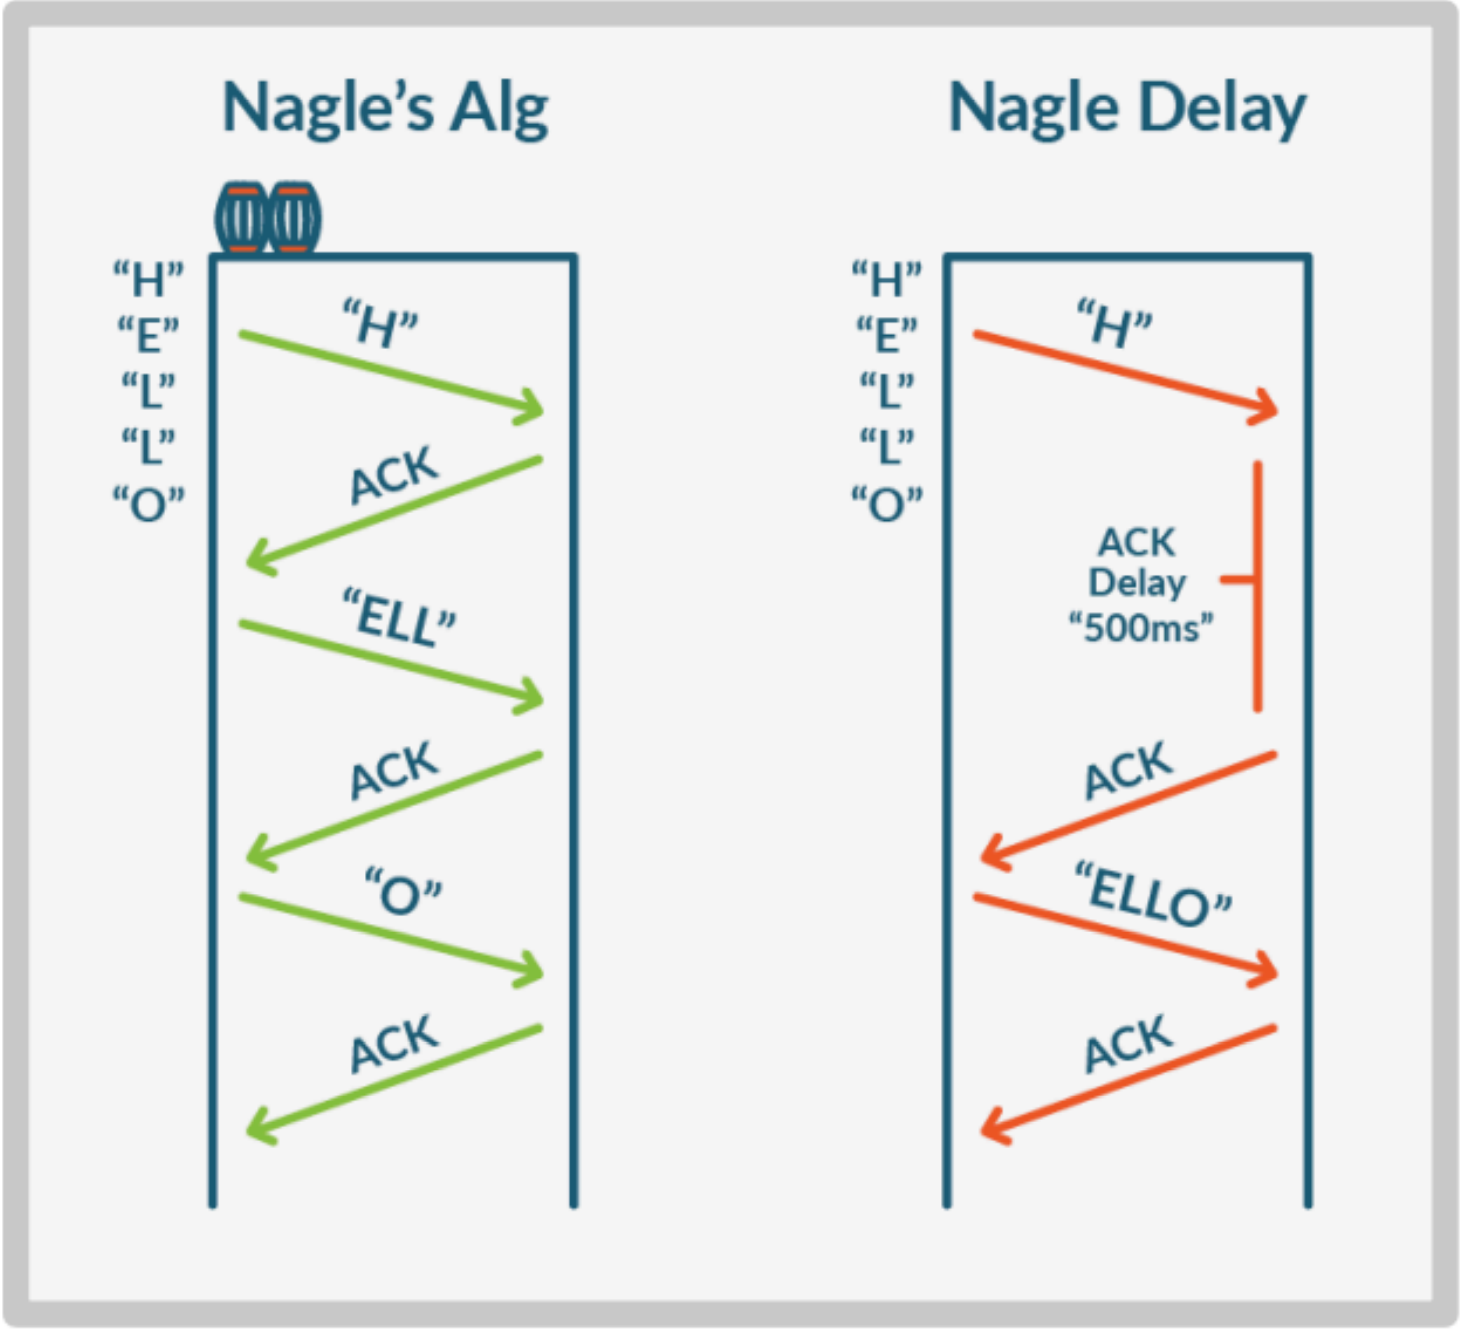 Nagle's Alg
“H”
“E”
“L”
“L”
“O”
“H”
ACK
“ELL”
ACK
“O”
ACK
Nagle Delay
“H”
“E”
“L”
“L”
“O”
“H”
ACK
Delay
“500ms”
ACK
“ELLO”
ACK